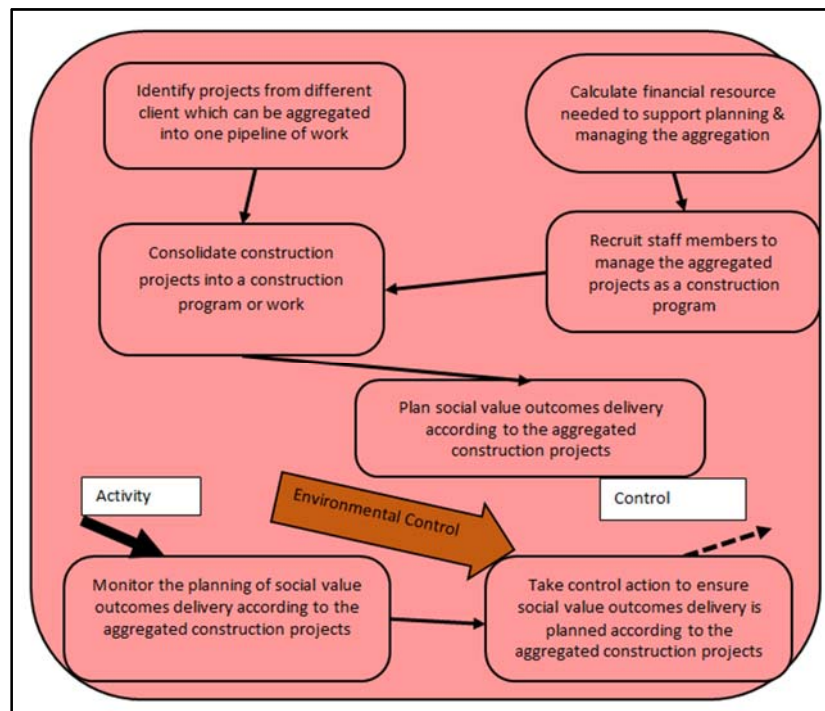 Identify projects from different
client which can be aggregated
into one pipeline of work
Calculate financial resource
needed to support planning &
managing the aggregation
Consolidate construction
projects into a construction
program or work
Recruit staff members to
manage the aggregated
projects as a construction
program
Plan social value outcomes delivery
according to the aggregated
construction projects
Activity
Environmental Control
Control
Monitor the planning of social value
outcomes delivery according to the
aggregated construction projects
Take control action to ensure
social value outcomes delivery is
planned according to the
aggregated construction projects